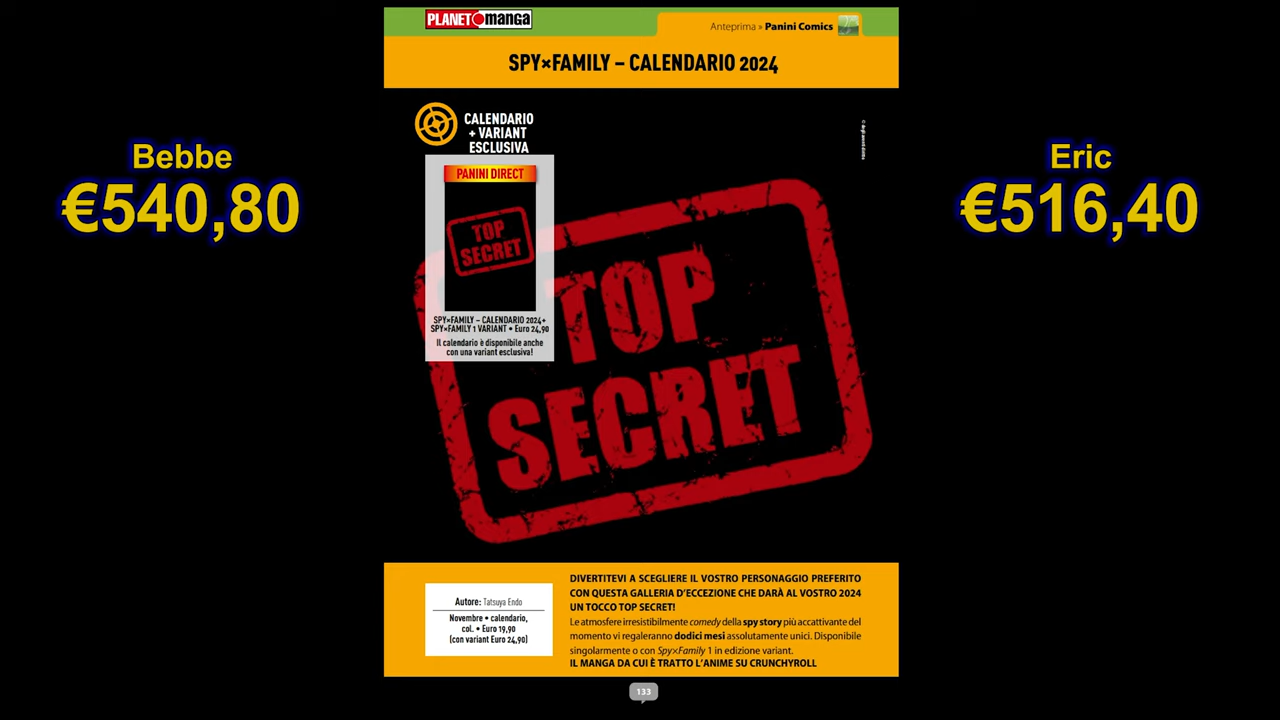 PLANET manga
Anteprima » Panini Comics
SPY×FAMILY – CALENDARIO 2024
CALENDARIO
+ VARIANT
ESCLUSIVA
Bebbe
€540,80
Eric
€516,40
PANINI DIRECT
TOP
SECRET
SPY×FAMILY – CALENDARIO 2024+
SPY×FAMILY 1 VARIANT • Euro 24,90
Il calendario è disponibile anche
con una variant esclusiva!
TOP
SECRET
Autore: Tatsuya Endo
Novembre • calendario,
col. • Euro 19,90
(con variant Euro 24,90)
DIVERTITEVI A SCEGLIERE IL VOSTRO PERSONAGGIO PREFERITO
CON QUESTA GALLERIA D'ECCEZIONE CHE DARÀ AL VOSTRO 2024
UN TOCCO TOP SECRET!
Le atmosfere irresistibilmente comedy della spy story più accattivante del
momento vi regaleranno dodici mesi assolutamente unici. Disponibile
singolarmente o con Spy×Family 1 in edizione variant.
IL MANGA DA CUI È TRATTO L'ANIME SU CRUNCHYROLL
133